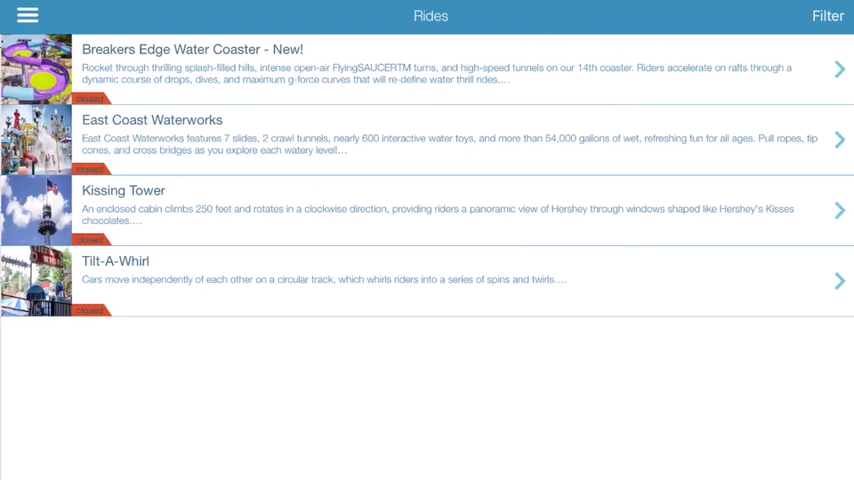 Rides
Filter
Breakers Edge Water Coaster - New!
Rocket through thrilling splash-filled hills, intense open-air FlyingSAUCERTM turns, and high-speed tunnels on our 14th coaster. Riders accelerate on rafts through a
dynamic course of drops, dives, and maximum g-force curves that will re-define water thrill rides....
closed
East Coast Waterworks
East Coast Waterworks features 7 slides, 2 crawl tunnels, nearly 600 interactive water toys, and more than 54,000 gallons of wet, refreshing fun for all ages. Pull ropes, tip
cones, and cross bridges as you explore each watery level!...
closed
Kissing Tower
An enclosed cabin climbs 250 feet and rotates in a clockwise direction, providing riders a panoramic view of Hershey through windows shaped like Hershey's Kisses
chocolates....
closed
Tilt-A-Whirl
Cars move independently of each other on a circular track, which whirls riders into a series of spins and twirls....
closed